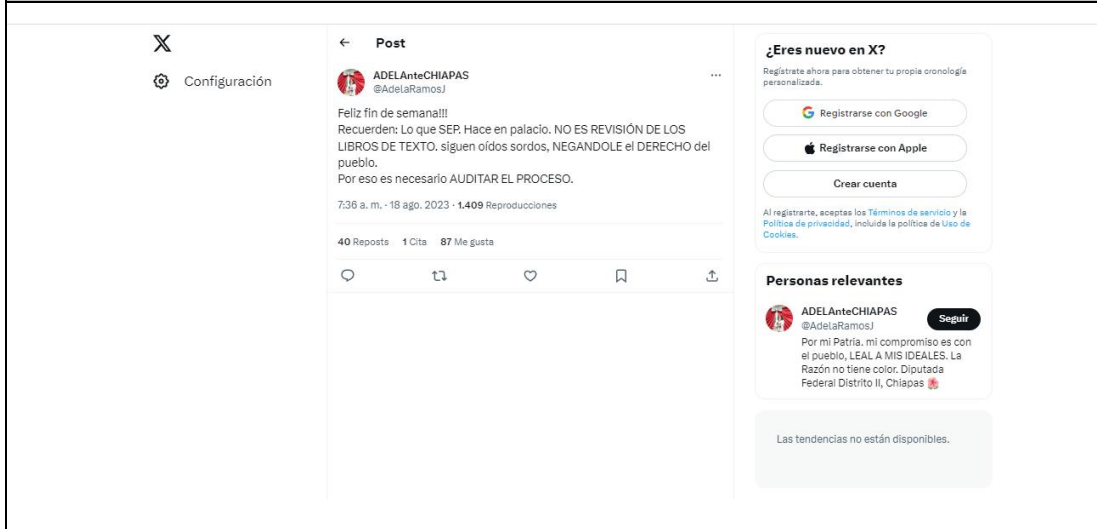 X
Configuración
← Post
ADELAnteCHIAPAS
@AdelaRamosJ
...
Feliz fin de semana!!!
Recuerden: Lo que SEP. Hace en palacio. NO ES REVISIÓN DE LOS
LIBROS DE TEXTO. siguen oídos sordos, NEGANDOLE el DERECHO del
pueblo.
Por eso es necesario AUDITAR EL PROCESO.
7:36 a. m. · 18 ago. 2023 · 1.409 Reproducciones
40 Reposts 1 Cita 87 Me gusta
¿Eres nuevo en X?
Regístrate ahora para obtener tu propia cronología
personalizada.
Registrarse con Google
Registrarse con Apple
Crear cuenta
Al registrarte, aceptas los Términos de servicio y la
Política de privacidad, incluida la política de Uso de
Cookies.
Personas relevantes
ADELAnteCHIAPAS
@AdelaRamosJ
Seguir
Por mi Patria. mi compromiso es con
el pueblo, LEAL A MIS IDEALES. La
Razón no tiene color. Diputada
Federal Distrito II, Chiapas 🌺
Las tendencias no están disponibles.